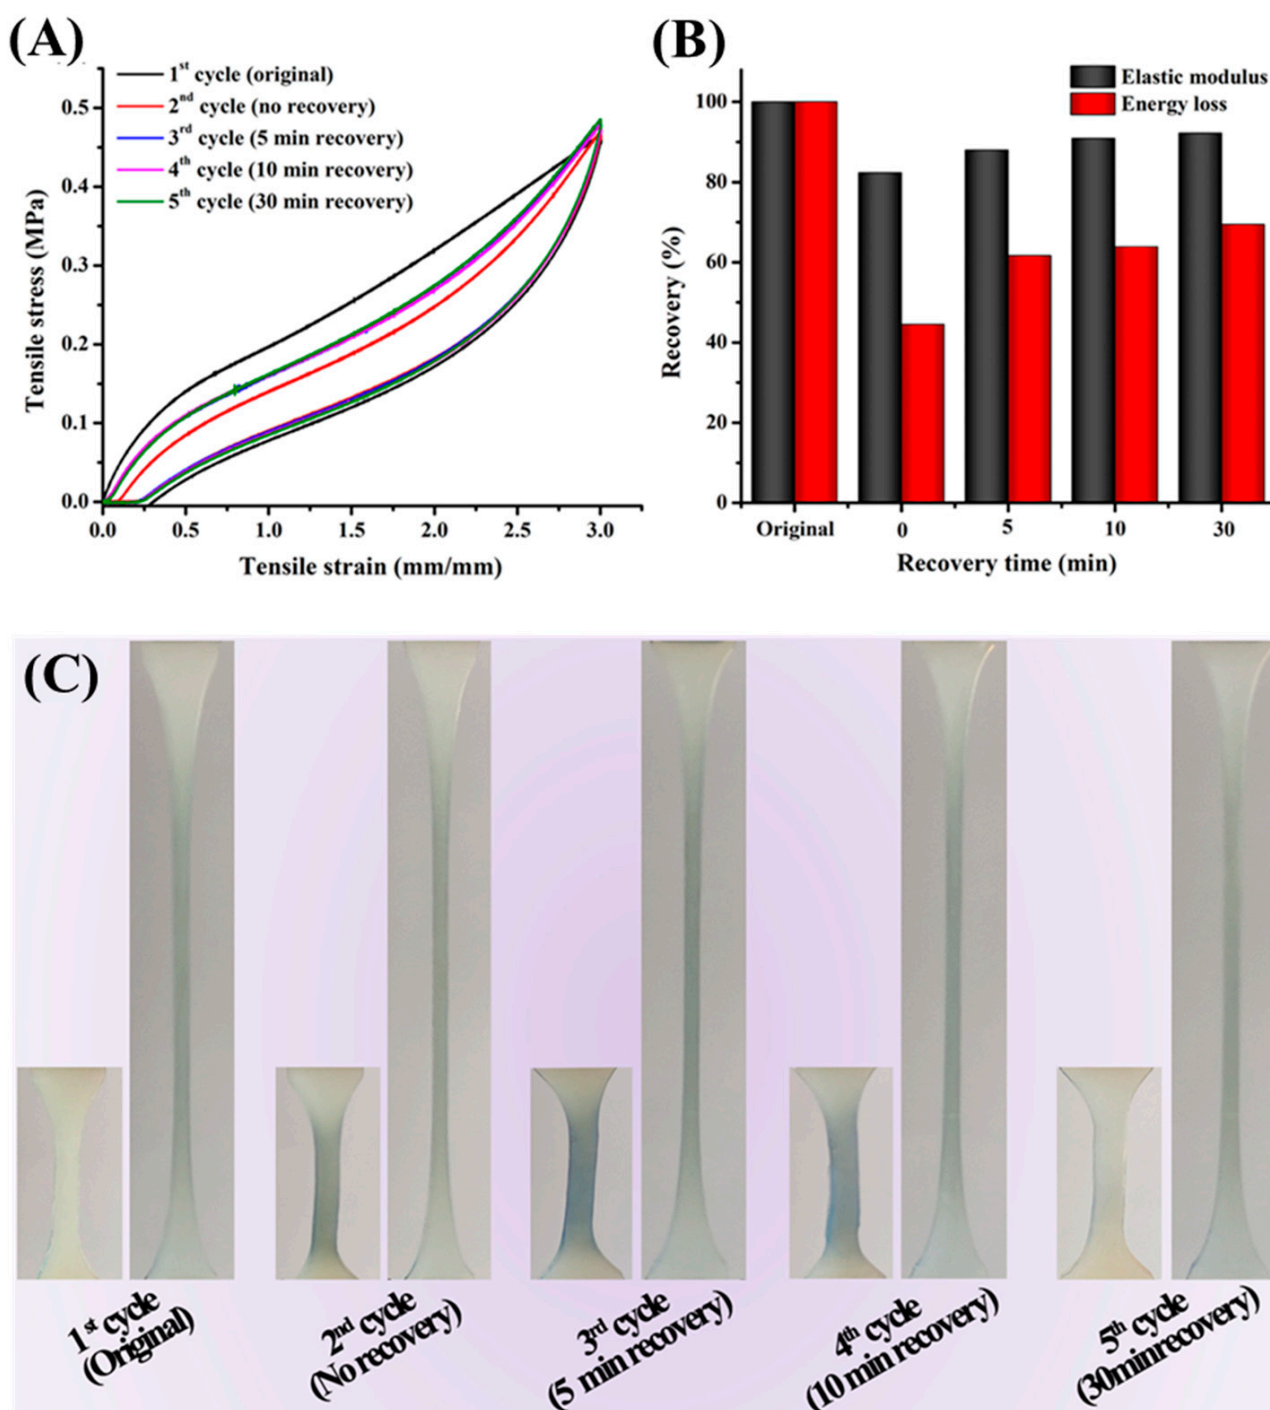 (A)
1st cycle (original)
2nd cycle (no recovery)
3rd cycle (5 min recovery)
4th cycle (10 min recovery)
5th cycle (30 min recovery)
0.5
0.4
0.3
0.2
0.1
0.0
Tensile stress (MPa)
0.0 0.5 1.0 1.5 2.0 2.5 3.0
Tensile strain (mm/mm)
(B)
Elastic modulus
Energy loss
100
80
60
40
20
0
Recovery (%)
Original 0 5 10 30
Recovery time (min)
(C)
1st cycle
(Original)
2nd cycle
(No recovery)
3rd cycle
(5 min recovery)
4th cycle
(10 min recovery)
5th cycle
(30minrecovery)